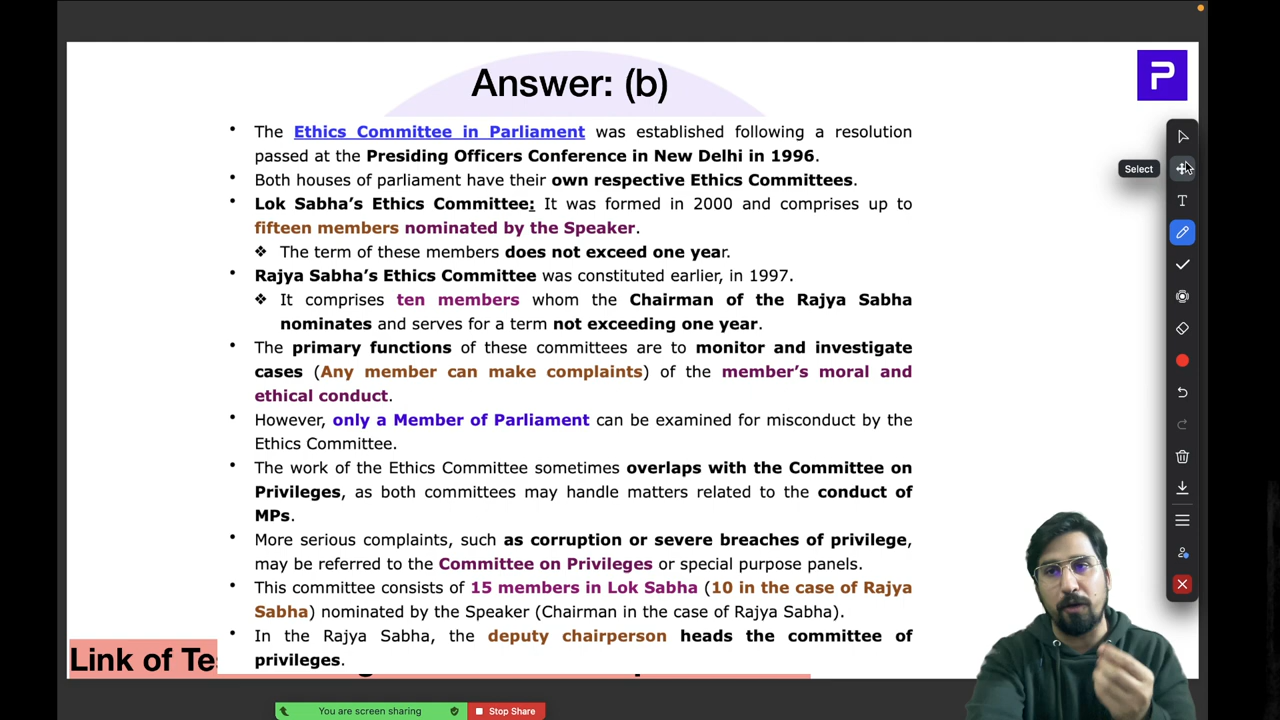 Answer: (b)
P
• The Ethics Committee in Parliament was established following a resolution
passed at the Presiding Officers Conference in New Delhi in 1996.
• Both houses of parliament have their own respective Ethics Committees.
• Lok Sabha’s Ethics Committee: It was formed in 2000 and comprises up to
fifteen members nominated by the Speaker.
❖ The term of these members does not exceed one year.
• Rajya Sabha’s Ethics Committee was constituted earlier, in 1997.
❖ It comprises ten members whom the Chairman of the Rajya Sabha
nominates and serves for a term not exceeding one year.
• The primary functions of these committees are to monitor and investigate
cases (Any member can make complaints) of the member’s moral and
ethical conduct.
• However, only a Member of Parliament can be examined for misconduct by the
Ethics Committee.
• The work of the Ethics Committee sometimes overlaps with the Committee on
Privileges, as both committees may handle matters related to the conduct of
MPs.
• More serious complaints, such as corruption or severe breaches of privilege,
may be referred to the Committee on Privileges or special purpose panels.
• This committee consists of 15 members in Lok Sabha (10 in the case of Rajya
Sabha) nominated by the Speaker (Chairman in the case of Rajya Sabha).
• In the Rajya Sabha, the deputy chairperson heads the committee of
privileges.
Select
T
Link of
You are screen sharing
Stop Share